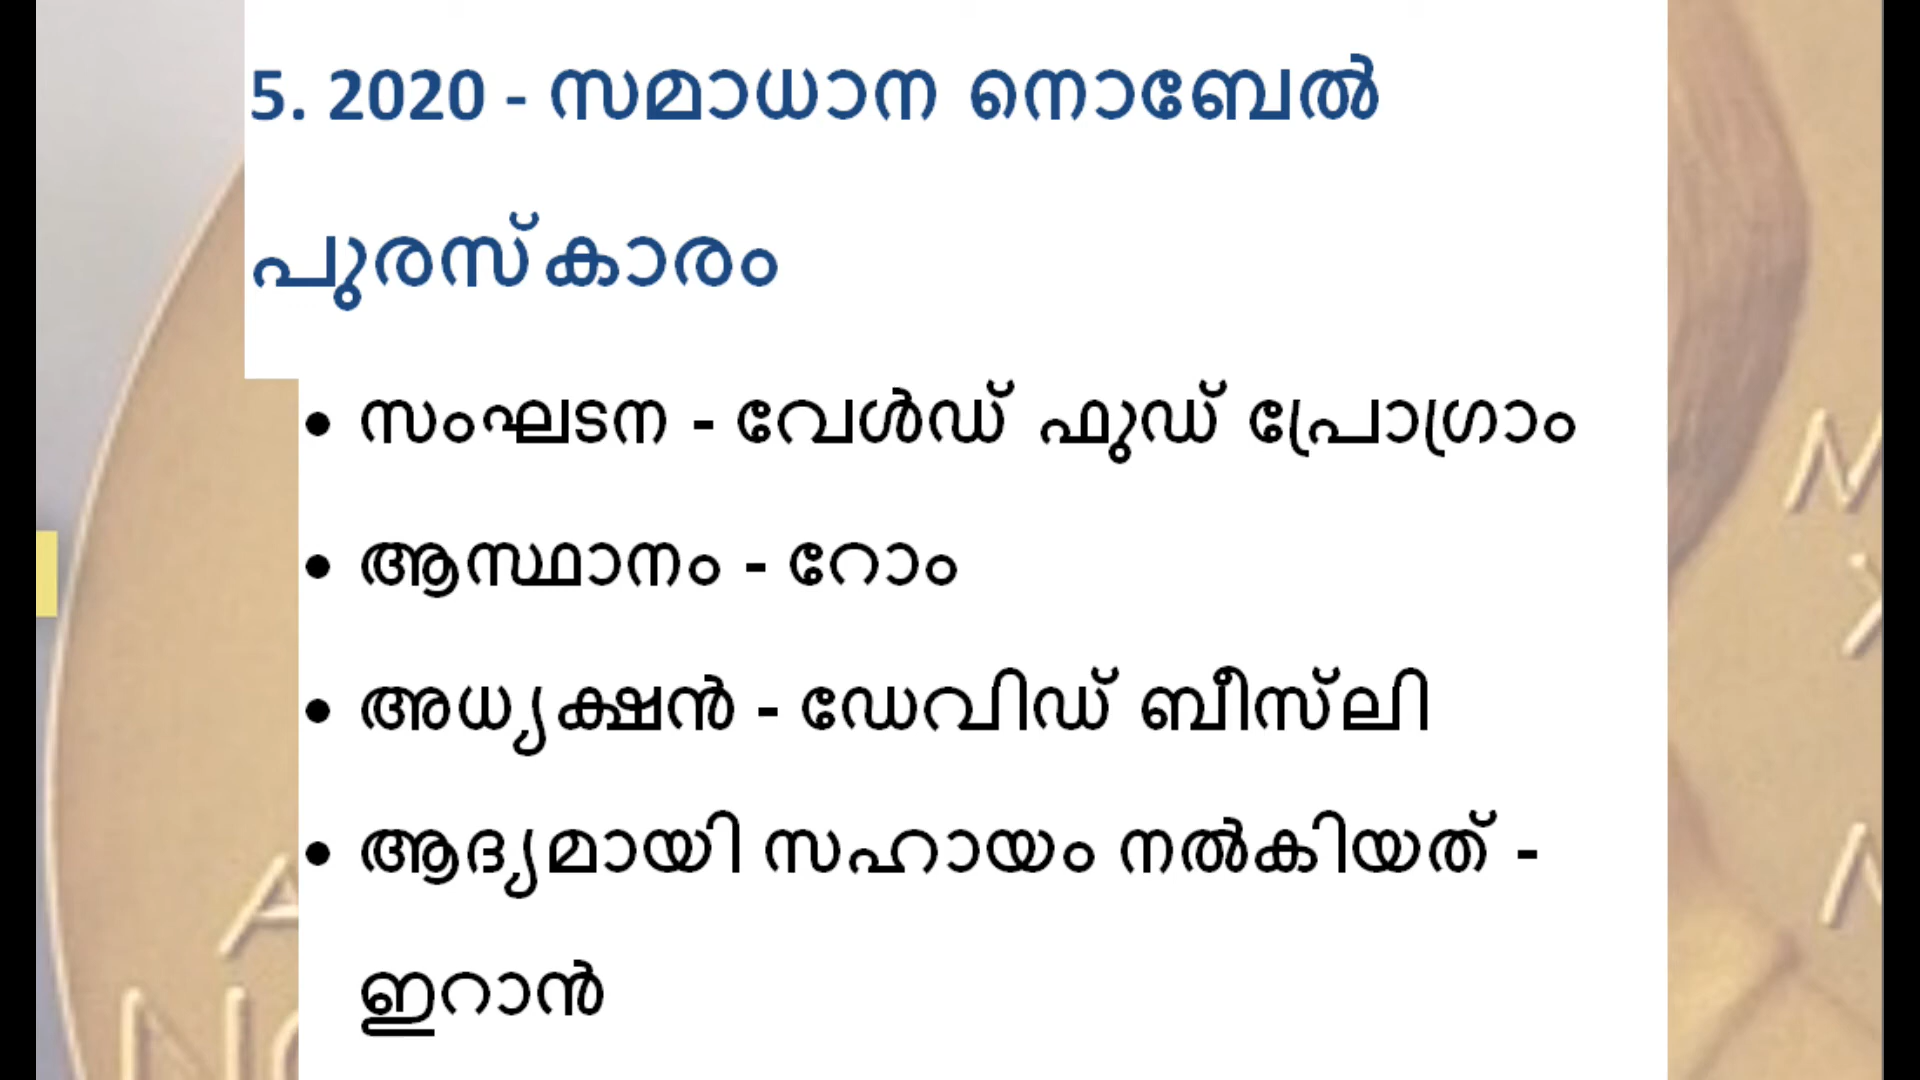 5. 2020 - സമാധാന നൊബേൽ
പുരസ്കാരം
• സംഘടന - വേൾഡ് ഫുഡ് പ്രോഗ്രാം
• ആസ്ഥാനം - റോം
• അധ്യക്ഷൻ - ഡേവിഡ് ബീസ്‌ലി
• ആദ്യമായി സഹായം നൽകിയത് -
ഇറാൻ